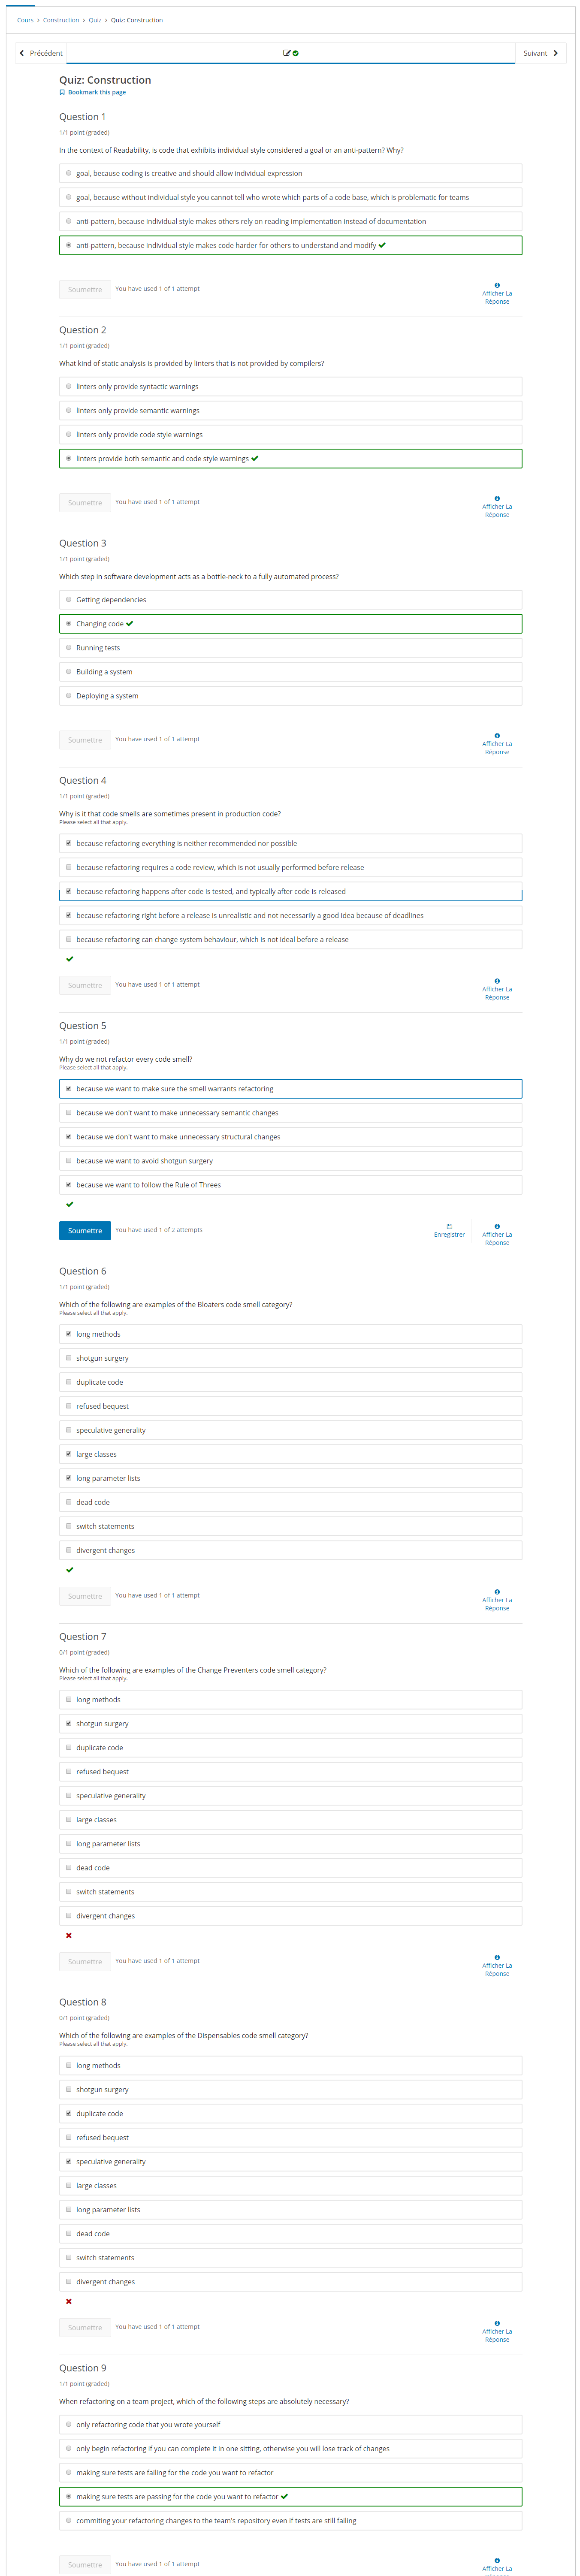 Cours > Construction > Quiz > Quiz: Construction
Précédent
Suivant
Quiz: Construction
Bookmark this page
Question 1
1/1 point (graded)
In the context of Readability, is code that exhibits individual style considered a goal or an anti-pattern? Why?
goal, because coding is creative and should allow individual expression
goal, because without individual style you cannot tell who wrote which parts of a code base, which is problematic for teams
anti-pattern, because individual style makes others rely on reading implementation instead of documentation
anti-pattern, because individual style makes code harder for others to understand and modify
Soumettre
You have used 1 of 1 attempt
Afficher La
Réponse
Question 2
1/1 point (graded)
What kind of static analysis is provided by linters that is not provided by compilers?
linters only provide syntactic warnings
linters only provide semantic warnings
linters only provide code style warnings
linters provide both semantic and code style warnings
Soumettre
You have used 1 of 1 attempt
Afficher La
Réponse
Question 3
1/1 point (graded)
Which step in software development acts as a bottle-neck to a fully automated process?
Getting dependencies
Changing code
Running tests
Building a system
Deploying a system
Soumettre
You have used 1 of 1 attempt
Afficher La
Réponse
Question 4
1/1 point (graded)
Why is it that code smells are sometimes present in production code?
Please select all that apply.
because refactoring everything is neither recommended nor possible
because refactoring requires a code review, which is not usually performed before release
because refactoring happens after code is tested, and typically after code is released
because refactoring right before a release is unrealistic and not necessarily a good idea because of deadlines
because refactoring can change system behaviour, which is not ideal before a release
Soumettre
You have used 1 of 1 attempt
Afficher La
Réponse
Question 5
1/1 point (graded)
Why do we not refactor every code smell?
Please select all that apply.
because we want to make sure the smell warrants refactoring
because we don't want to make unnecessary semantic changes
because we don't want to make unnecessary structural changes
because we want to avoid shotgun surgery
because we want to follow the Rule of Threes
Soumettre
You have used 1 of 2 attempts
Enregistrer
Afficher La
Réponse
Question 6
1/1 point (graded)
Which of the following are examples of the Bloaters code smell category?
Please select all that apply.
long methods
shotgun surgery
duplicate code
refused bequest
speculative generality
large classes
long parameter lists
dead code
switch statements
divergent changes
Soumettre
You have used 1 of 1 attempt
Afficher La
Réponse
Question 7
0/1 point (graded)
Which of the following are examples of the Change Preventers code smell category?
Please select all that apply.
long methods
shotgun surgery
duplicate code
refused bequest
speculative generality
large classes
long parameter lists
dead code
switch statements
divergent changes
Soumettre
You have used 1 of 1 attempt
Afficher La
Réponse
Question 8
0/1 point (graded)
Which of the following are examples of the Dispensables code smell category?
Please select all that apply.
long methods
shotgun surgery
duplicate code
refused bequest
speculative generality
large classes
long parameter lists
dead code
switch statements
divergent changes
Soumettre
You have used 1 of 1 attempt
Afficher La
Réponse
Question 9
1/1 point (graded)
When refactoring on a team project, which of the following steps are absolutely necessary?
only refactoring code that you wrote yourself
only begin refactoring if you can complete it in one sitting, otherwise you will lose track of changes
making sure tests are failing for the code you want to refactor
making sure tests are passing for the code you want to refactor
commiting your refactoring changes to the team's repository even if tests are still failing
Soumettre
You have used 1 of 1 attempt
Afficher La